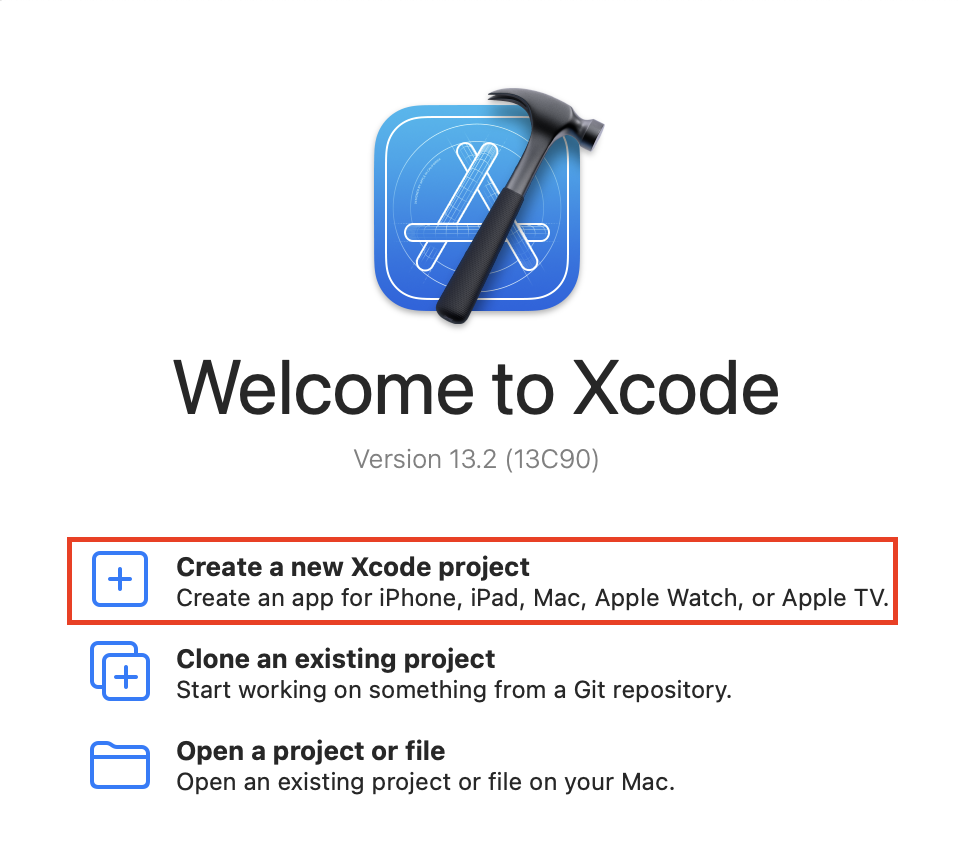 Welcome to Xcode
Version 13.2 (13C90)
Create a new Xcode project
Create an app for iPhone, iPad, Mac, Apple Watch, or Apple TV.
Clone an existing project
Start working on something from a Git repository.
Open a project or file
Open an existing project or file on your Mac.